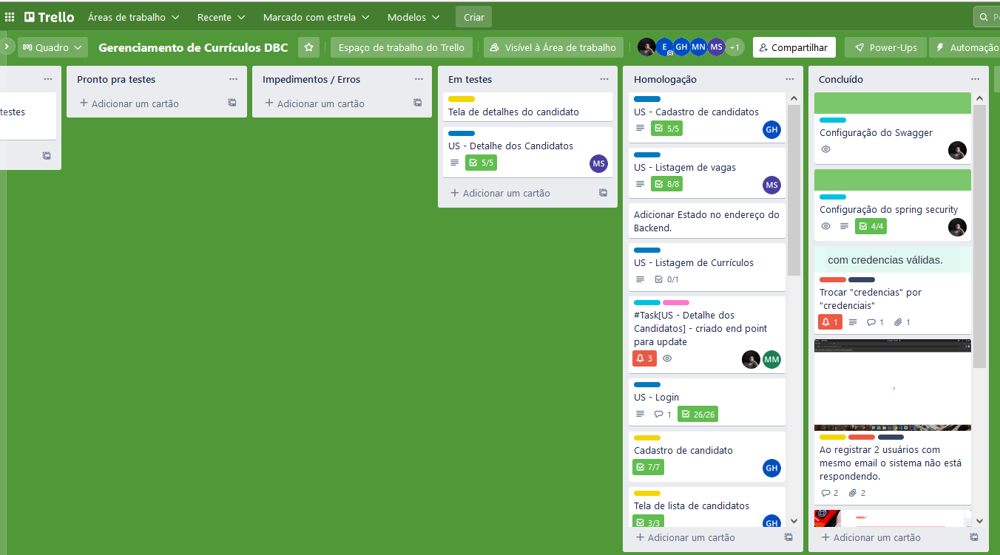 Trello
Áreas de trabalho
Recente
Marcado com estrela
Modelos
Criar
Quadro
Gerenciamento de Currículos DBC
Espaço de trabalho do Trello
Visível à Área de trabalho
E
GH
MN
MS
+1
Compartilhar
Power-Ups
Automação
testes
Pronto pra testes
Adicionar um cartão
Impedimentos / Erros
Adicionar um cartão
Em testes
Tela de detalhes do candidato
US - Detalhe dos Candidatos
5/5
MS
Adicionar um cartão
Homologação
US - Cadastro de candidatos
5/5
GH
US - Listagem de vagas
8/8
MS
Adicionar Estado no endereço do
Backend.
US - Listagem de Currículos
0/1
#Task[US - Detalhe dos
Candidatos] - criado end point
para update
3
MM
US - Login
1
26/26
Cadastro de candidato
7/7
GH
Tela de lista de candidatos
3/3
GH
Adicionar um cartão
Concluído
Configuração do Swagger
Configuração do spring security
4/4
com credencias válidas.
Trocar "credencias" por
"credenciais"
1
1
1
Ao registrar 2 usuários com
mesmo email o sistema não está
respondendo.
2
2
Adicionar um cartão